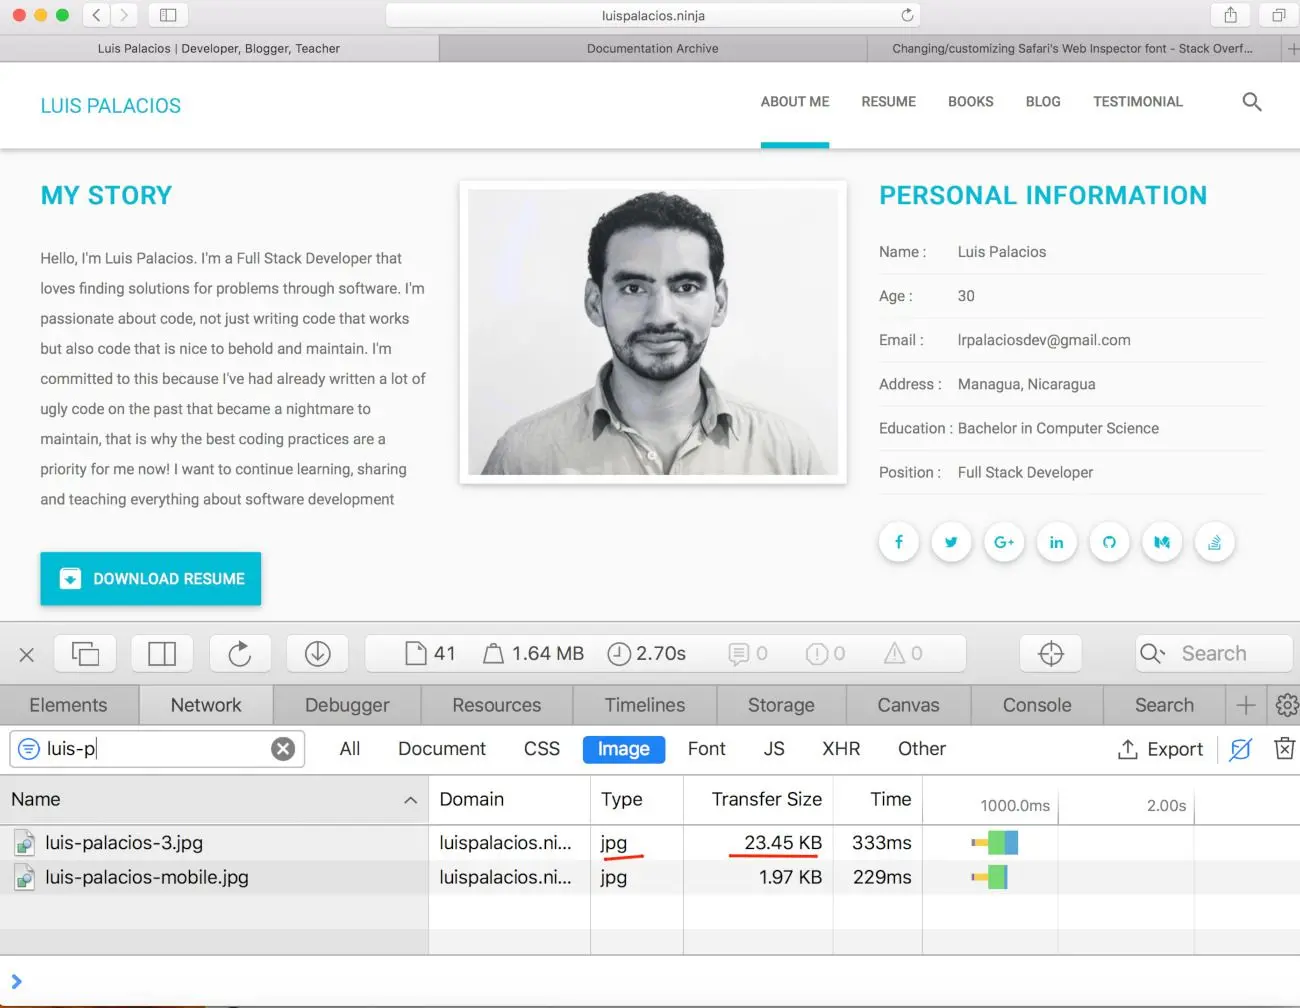 luispalacios.ninja
Luis Palacios | Developer, Blogger, Teacher
Documentation Archive
Changing/customizing Safari's Web Inspector font - Stack Overf...
LUIS PALACIOS
ABOUT ME
RESUME
BOOKS
BLOG
TESTIMONIAL
MY STORY
Hello, I'm Luis Palacios. I'm a Full Stack Developer that
loves finding solutions for problems through software. I'm
passionate about code, not just writing code that works
but also code that is nice to behold and maintain. I'm
committed to this because I've had already written a lot of
ugly code on the past that became a nightmare to
maintain, that is why the best coding practices are a
priority for me now! I want to continue learning, sharing
and teaching everything about software development
DOWNLOAD RESUME
PERSONAL INFORMATION
Name : Luis Palacios
Age : 30
Email : lrpalaciosdev@gmail.com
Address : Managua, Nicaragua
Education : Bachelor in Computer Science
Position : Full Stack Developer
f G+ in
41 1.64 MB 2.70s 0 0 0
Search
Elements Network Debugger Resources Timelines Storage Canvas Console Search
luis-p
All Document CSS Image Font JS XHR Other Export
Name Domain Type Transfer Size Time 1000.0ms 2.00s
luis-palacios-3.jpg luispalacios.ni... jpg 23.45 KB 333ms
luis-palacios-mobile.jpg luispalacios.ni... jpg 1.97 KB 229ms